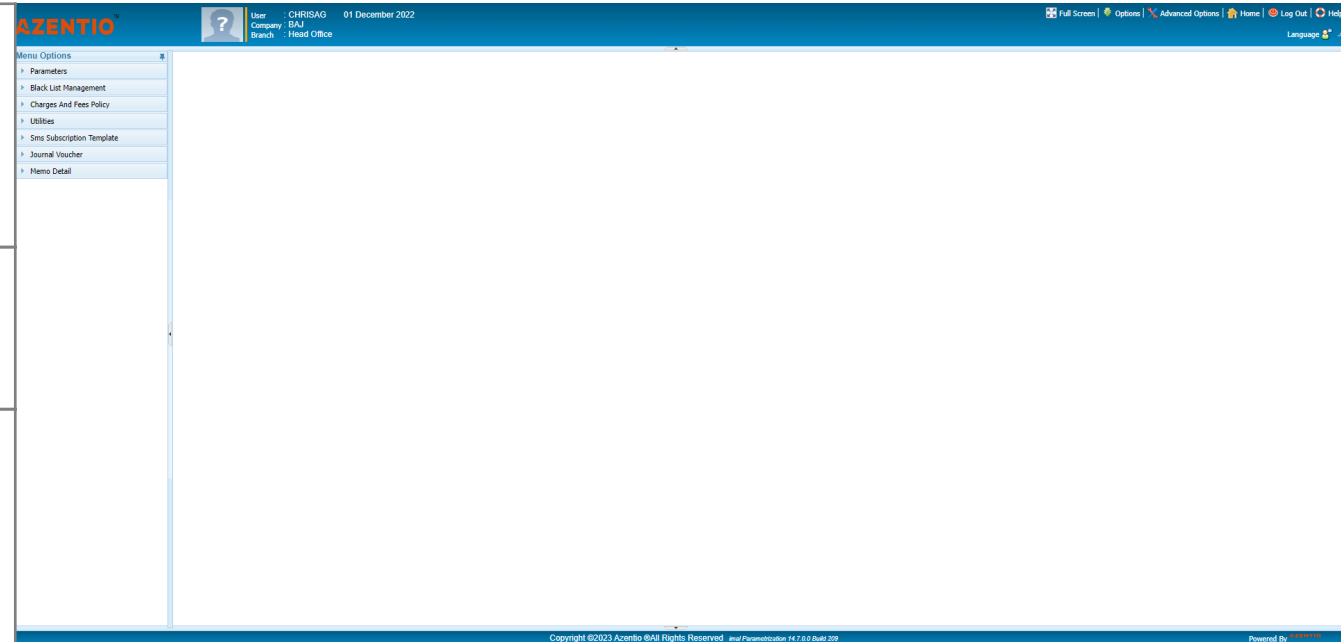 AZENTIO™
User : CHRISAG 01 December 2022
Company : BAJ
Branch : Head Office
Full Screen | Options | Advanced Options | Home | Log Out | Help
Language
Menu Options
Parameters
Black List Management
Charges And Fees Policy
Utilities
Sms Subscription Template
Journal Voucher
Memo Detail
Copyright ©2023 Azentio ®All Rights Reserved imal Parametrization 14.7.0.0 Build 209
Powered By AZENTIO